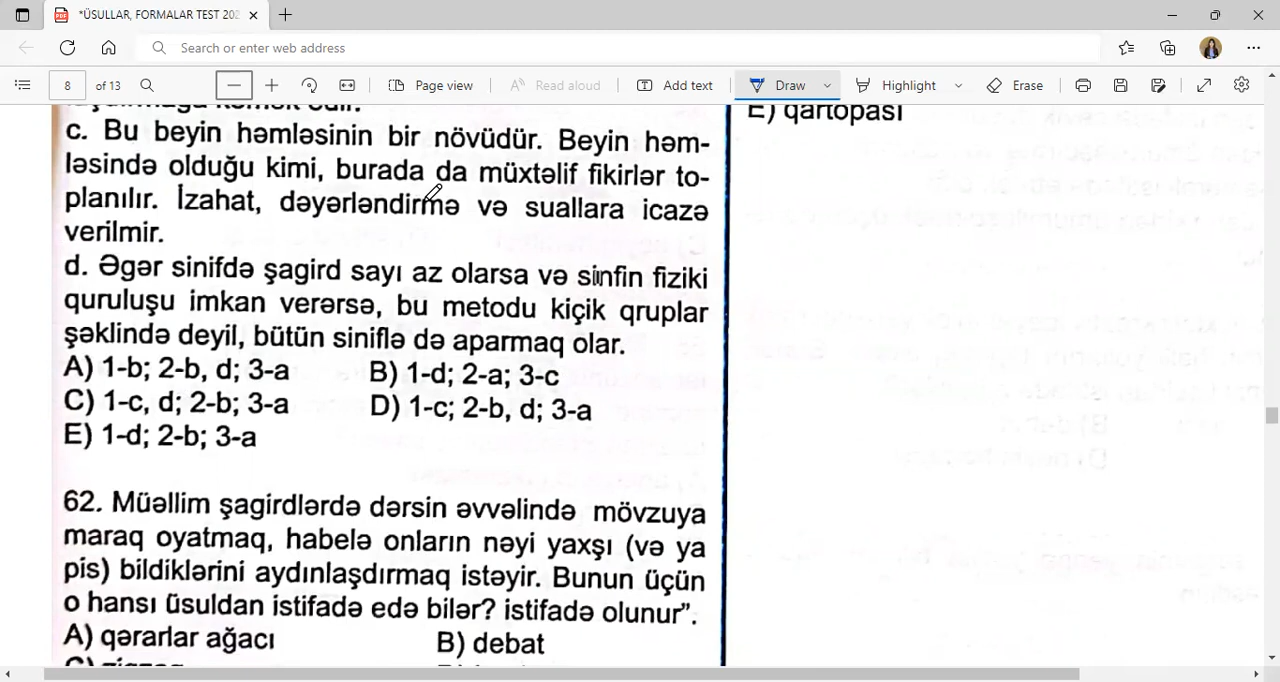 *ÜSULLAR, FORMALAR TEST 202
Search or enter web address
8 of 13
Page view
Read aloud
Add text
Draw
Highlight
Erase
c. Bu beyin həmləsinin bir növüdür. Beyin həm-
ləsində olduğu kimi, burada da müxtəlif fikirlər to-
planılır. İzahat, dəyərləndirmə və suallara icazə
verilmir.
d. Əgər sinifdə şagird sayı az olarsa və sinfin fiziki
quruluşu imkan verərsə, bu metodu kiçik qruplar
şəklində deyil, bütün siniflə də aparmaq olar.
A) 1-b; 2-b, d; 3-a B) 1-d; 2-a; 3-c
C) 1-c, d; 2-b; 3-a D) 1-c; 2-b, d; 3-a
E) 1-d; 2-b; 3-a
62. Müəllim şagirdlərdə dərsin əvvəlində mövzuya
maraq oyatmaq, habelə onların nəyi yaxşı (və ya
pis) bildiklərini aydınlaşdırmaq istəyir. Bunun üçün
o hansı üsuldan istifadə edə bilər? istifadə olunur”.
A) qərarlar ağacı B) debat
E) qartopası